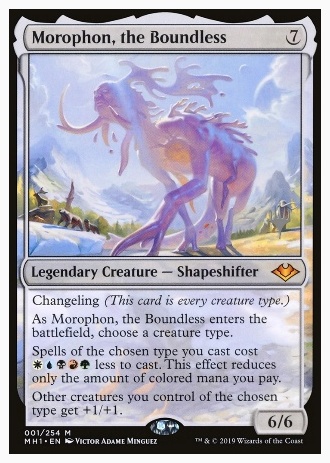 Morophon, the Boundless 7
Legendary Creature — Shapeshifter
Changeling (This card is every creature type.)
As Morophon, the Boundless enters the
battlefield, choose a creature type.
Spells of the chosen type you cast cost
less to cast. This effect reduces
only the amount of colored mana you pay.
Other creatures you control of the chosen
type get +1/+1.
6/6
001/254 M
MH1 • EN VICTOR ADAME MINGUEZ
™ & © 2019 Wizards of the Coast